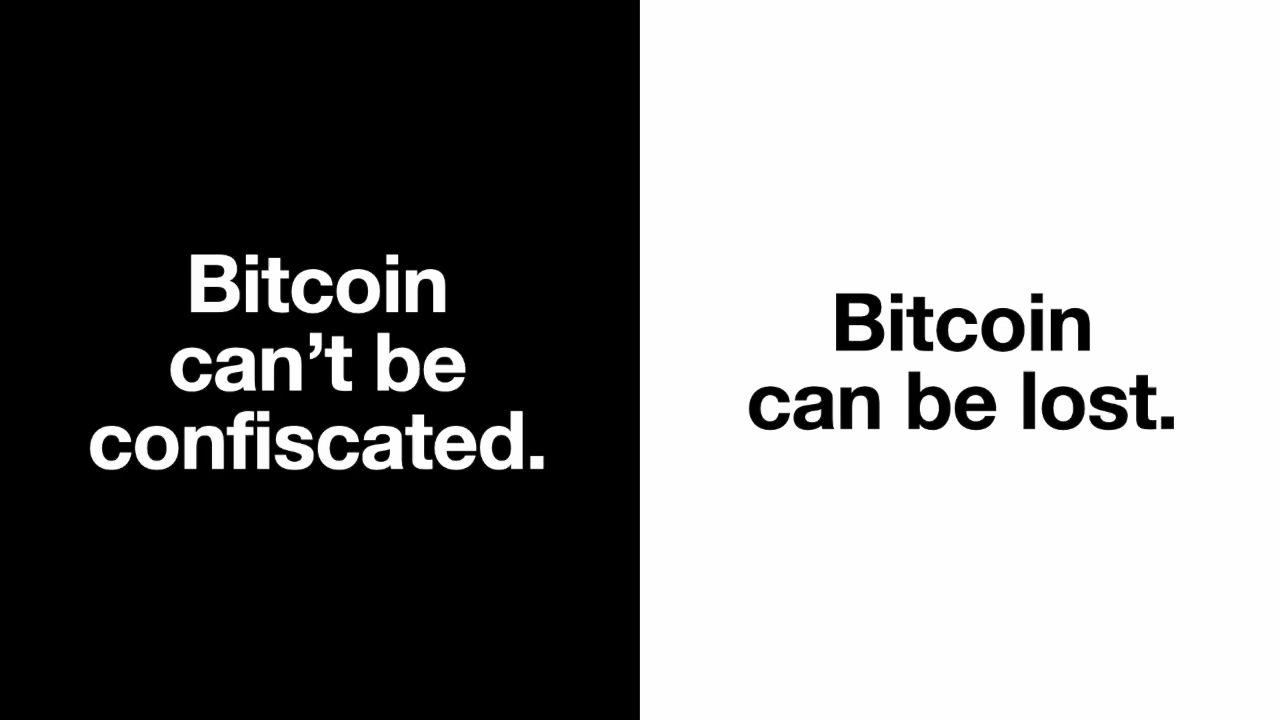 Bitcoin
can’t be
confiscated.
Bitcoin
can be lost.